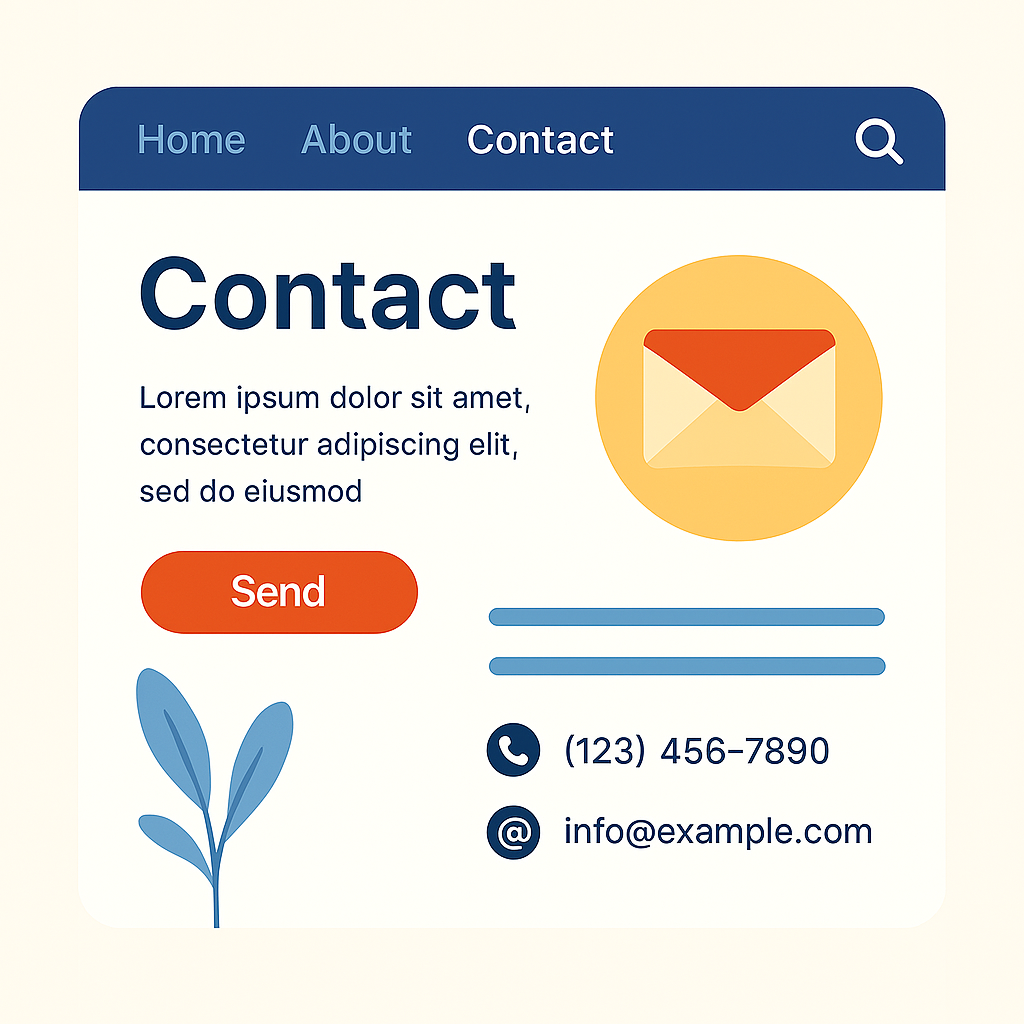 Home About Contact
Contact
Lorem ipsum dolor sit amet,
consectetur adipiscing elit,
sed do eiusmod
Send
(123) 456-7890
@ info@example.com